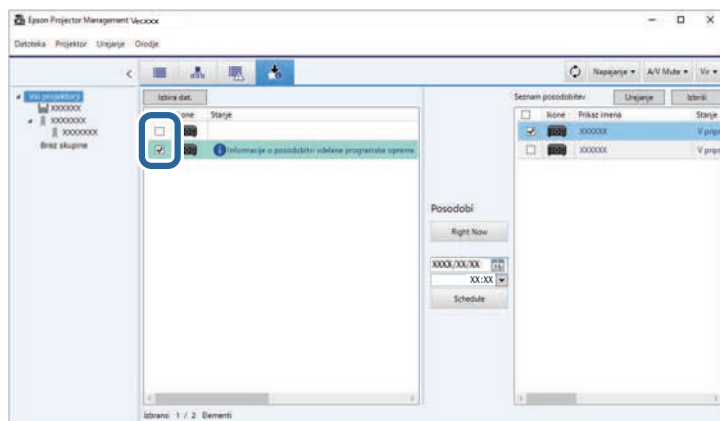 Epson Projector Management Ver.xxxx
Datoteka Projektor Urejanje Orodje
Napajanje A/V Mute Vir
Vsi projektorji
XXXXXX
XXXXXXX
XXXXXXX
Brez skupine
Izbira dat.
Ikone Stanje
Informacije o posodobitvi vdelane programske opreme
Izbrano: 1 / 2 Elementi
Posodobi
Right Now
XXXX/XX/XX
XX:XX
Schedule
Seznam posodobitev Urejanje Izbriši
Ikone Prikaz imena Stanje
XXXXXX V pripr
XXXXXX V pripr